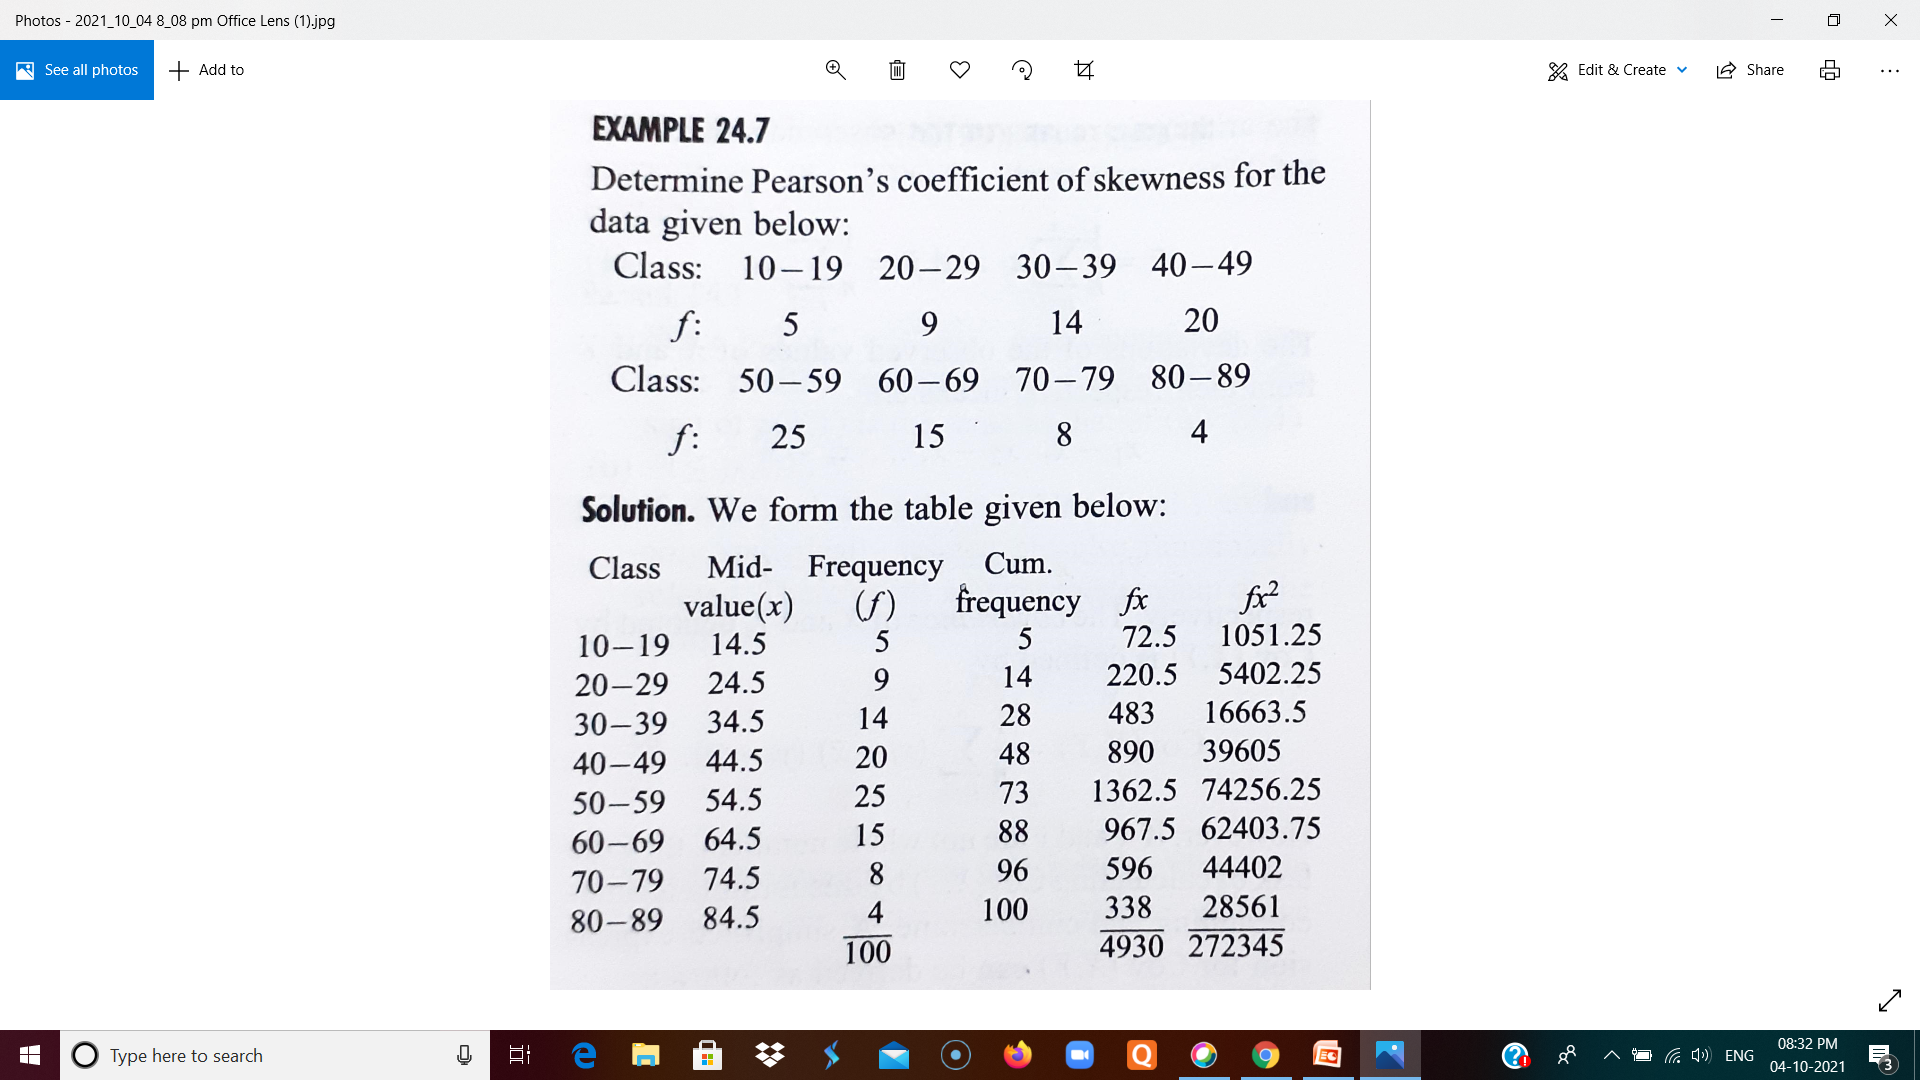 Photos - 2021_10_04 8_08 pm Office Lens (1).jpg
See all photos
Add to
Edit & Create
Share
EXAMPLE 24.7
Determine Pearson's coefficient of skewness for the
data given below:
Class: 10–19 20–29 30–39 40–49
f: 5 9 14 20
Class: 50–59 60–69 70–79 80–89
f: 25 15 8 4
Solution. We form the table given below:
Class Mid- Frequency Cum.
value(x) (f) frequency fx fx²
10–19 14.5 5 5 72.5 1051.25
20–29 24.5 9 14 220.5 5402.25
30–39 34.5 14 28 483 16663.5
40–49 44.5 20 48 890 39605
50–59 54.5 25 73 1362.5 74256.25
60–69 64.5 15 88 967.5 62403.75
70–79 74.5 8 96 596 44402
80–89 84.5 4 100 338 28561
100 4930 272345
Type here to search
ENG
08:32 PM
04-10-2021
3